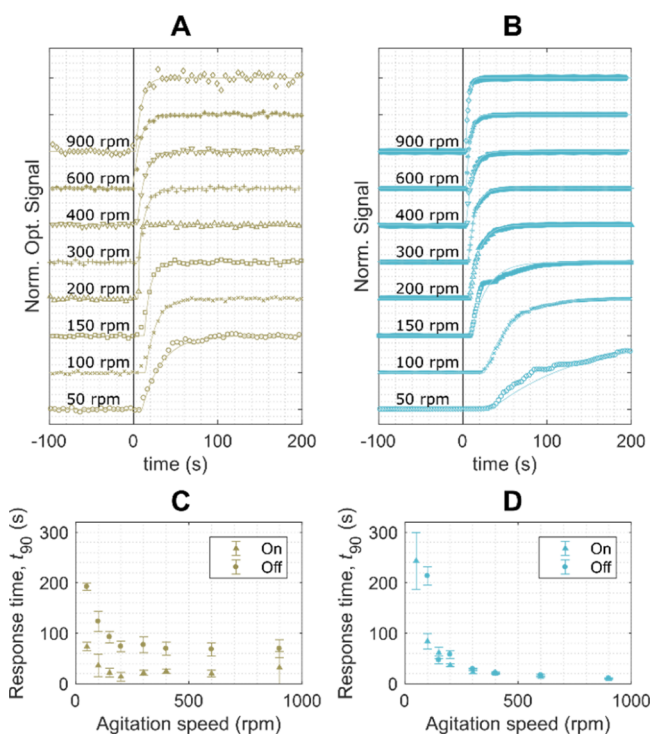 A
Norm. Opt. Signal
900 rpm
600 rpm
400 rpm
300 rpm
200 rpm
150 rpm
100 rpm
50 rpm
-100 0 100 200
time (s)
B
Norm. Signal
900 rpm
600 rpm
400 rpm
300 rpm
200 rpm
150 rpm
100 rpm
50 rpm
-100 0 100 200
time (s)
C
Response time, t90 (s)
300
200
100
0
On
Off
0 500 1000
Agitation speed (rpm)
D
Response time, t90 (s)
300
200
100
0
On
Off
0 500 1000
Agitation speed (rpm)